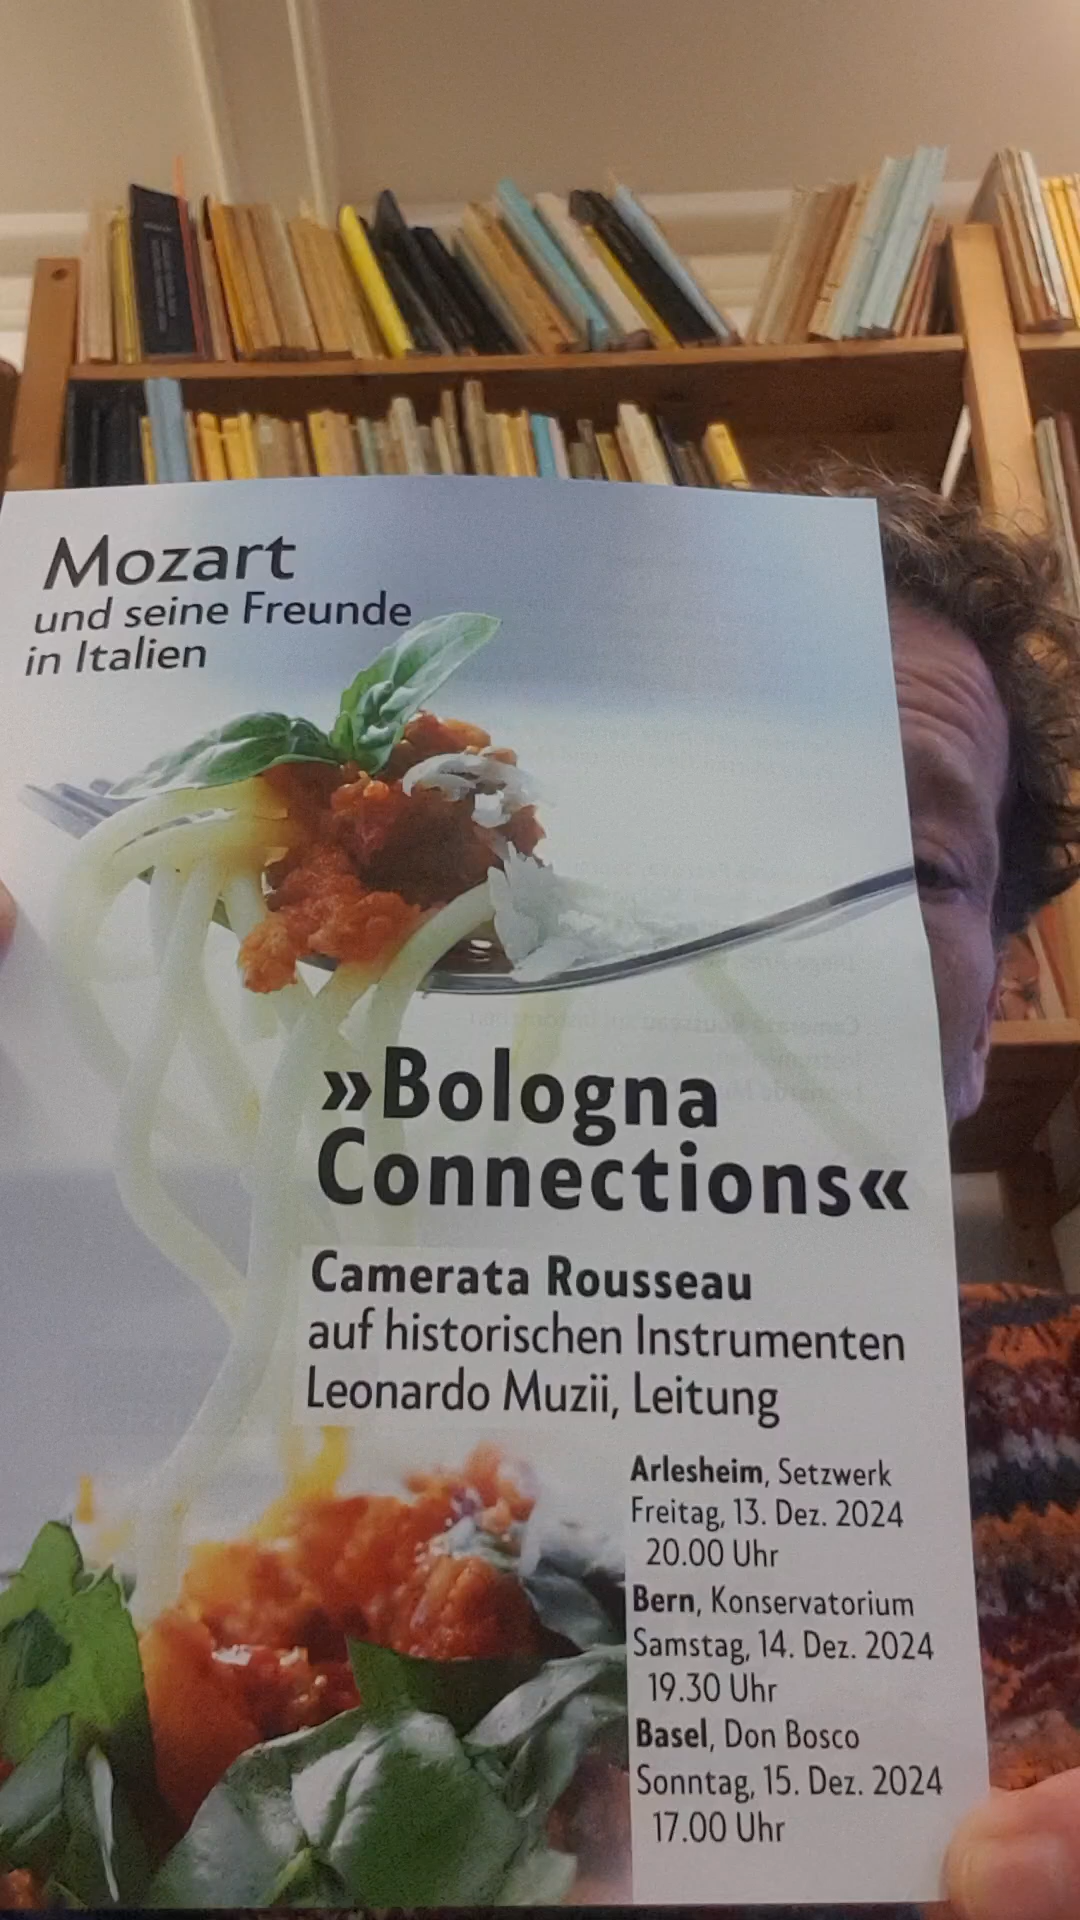 Mozart
und seine Freunde
in Italien
»Bologna
Connections«
Camerata Rousseau
auf historischen Instrumenten
Leonardo Muzii, Leitung
Arlesheim, Setzwerk
Freitag, 13. Dez. 2024
20.00 Uhr
Bern, Konservatorium
Samstag, 14. Dez. 2024
19.30 Uhr
Basel, Don Bosco
Sonntag, 15. Dez. 2024
17.00 Uhr